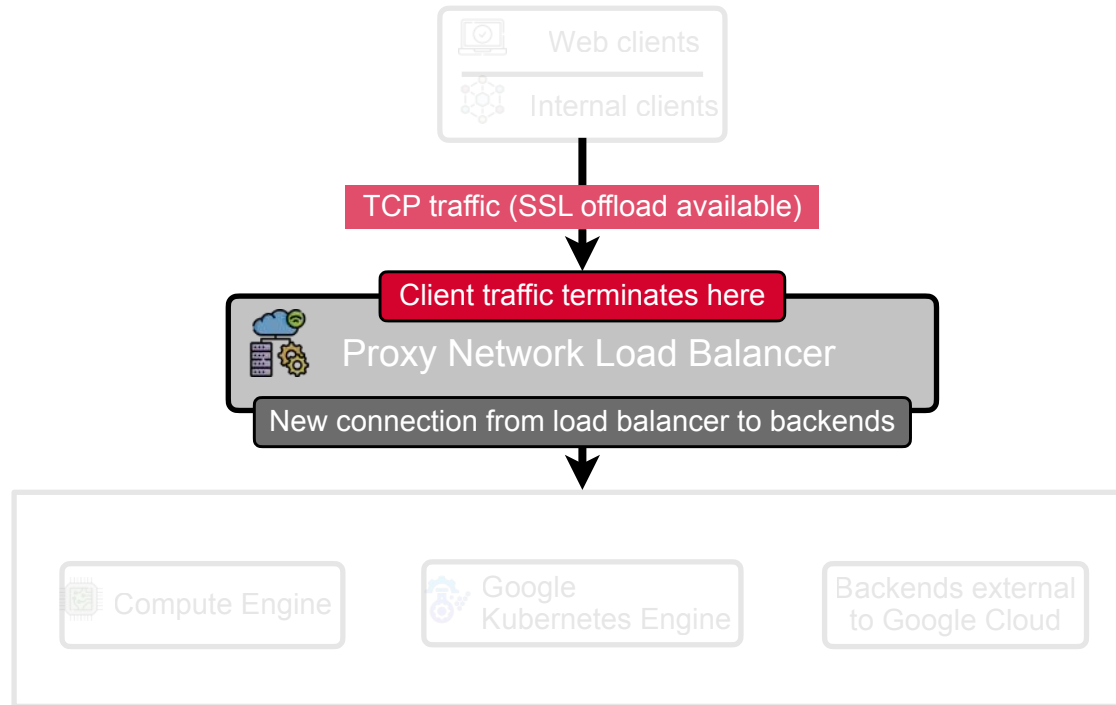 Web clients
Internal clients
TCP traffic (SSL offload available)
Client traffic terminates here
Proxy Network Load Balancer
New connection from load balancer to backends
Compute Engine
Google
Kubernetes Engine
Backends external
to Google Cloud